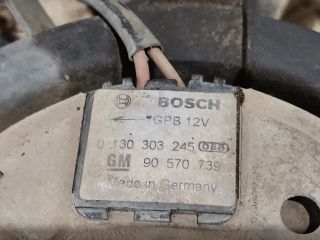 BOSCH
GPB 12V
0 130 303 245
GM 90 570 739
Made in Germany